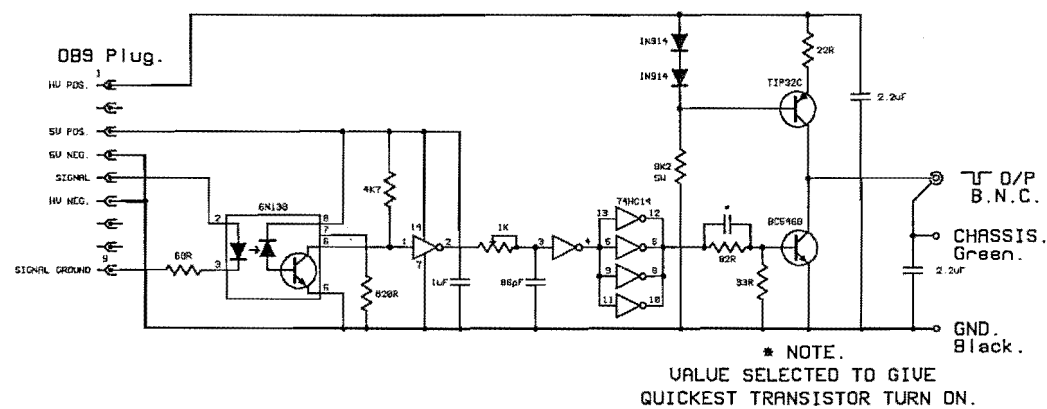 DB9 Plug.
1
HV POS.
5V POS.
5V NEG.
SIGNAL
HV NEG.
9
SIGNAL GROUND
68R
6N138
2
3
8
7
6
5
4K7
820R
1
14
2
7
1uF
1K
3
4
86pF
74HC14
13
12
5
6
9
8
11
10
IN914
IN914
8K2
5W
22R
TIP32C
2.2uF
*
82R
33R
BC546B
O/P
B.N.C.
CHASSIS.
Green.
2.2uF
GND.
Black.
* NOTE.
VALUE SELECTED TO GIVE
QUICKEST TRANSISTOR TURN ON.